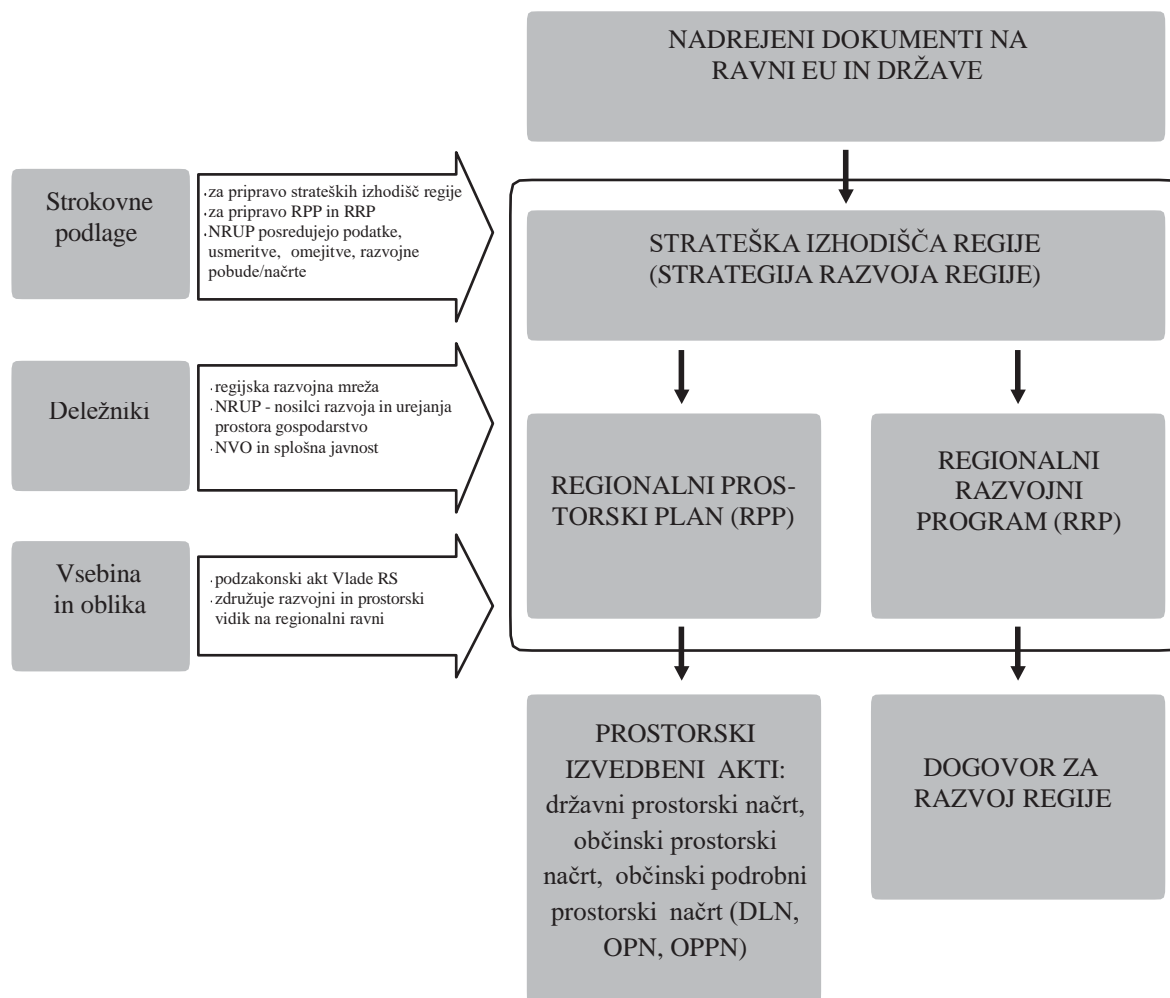 NADREJENI DOKUMENTI NA
RAVNI EU IN DRŽAVE
Strokovne
podlage
.za pripravo strateških izhodišč regije
.za pripravo RPP in RRP
.NRUP posredujejo podatke,
usmeritve, omejitve, razvojne
pobude/načrte
STRATEŠKA IZHODIŠČA REGIJE
(STRATEGIJA RAZVOJA REGIJE)
Deležniki
.regijska razvojna mreža
.NRUP - nosilci razvoja in urejanja
prostora gospodarstvo
.NVO in splošna javnost
REGIONALNI PROS-
TORSKI PLAN (RPP)
REGIONALNI
RAZVOJNI
PROGRAM (RRP)
Vsebina
in oblika
.podzakonski akt Vlade RS
.združuje razvojni in prostorski
vidik na regionalni ravni
PROSTORSKI
IZVEDBENI AKTI:
državni prostorski načrt,
občinski prostorski
načrt, občinski podrobni
prostorski načrt (DLN,
OPN, OPPN)
DOGOVOR ZA
RAZVOJ REGIJE